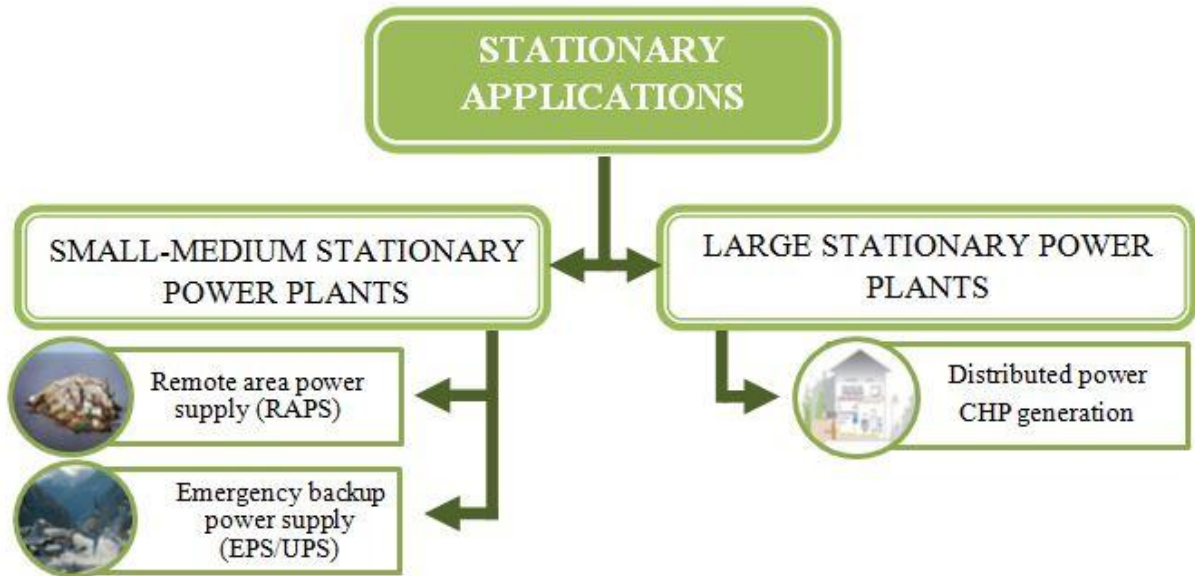 STATIONARY
APPLICATIONS
SMALL-MEDIUM STATIONARY
POWER PLANTS
LARGE STATIONARY POWER
PLANTS
Remote area power
supply (RAPS)
Distributed power
CHP generation
Emergency backup
power supply
(EPS/UPS)